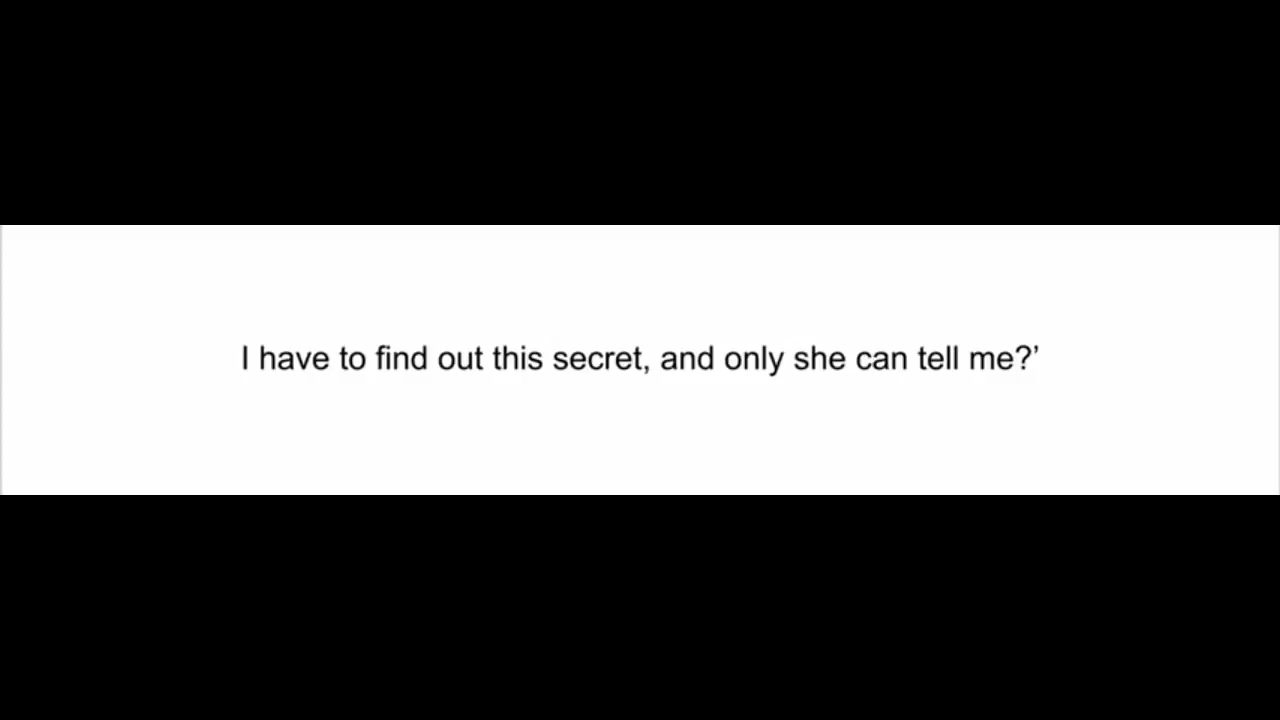 I have to find out this secret, and only she can tell me?’